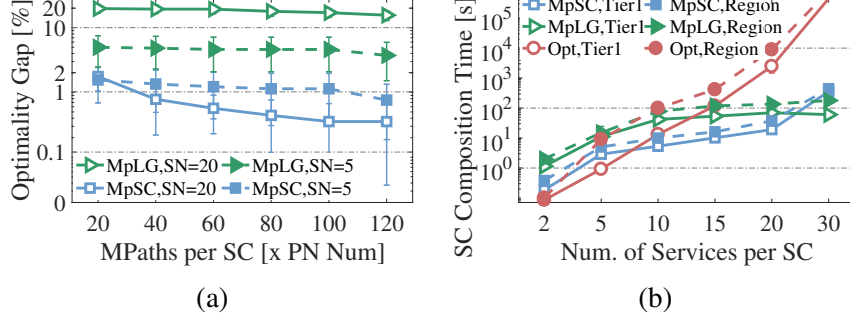 Optimality Gap [%]
20
10
2
1
0.1
0
MpLG,SN=20 MpLG,SN=5
MpSC,SN=20 MpSC,SN=5
20 40 60 80 100 120
MPaths per SC [x PN Num]
(a)
SC Composition Time [s]
MpSC,Tier1 MpSC,Region
MpLG,Tier1 MpLG,Region
Opt,Tier1 Opt,Region
10^5
10^4
10^3
10^2
10^1
10^0
2 5 10 15 20 30
Num. of Services per SC
(b)